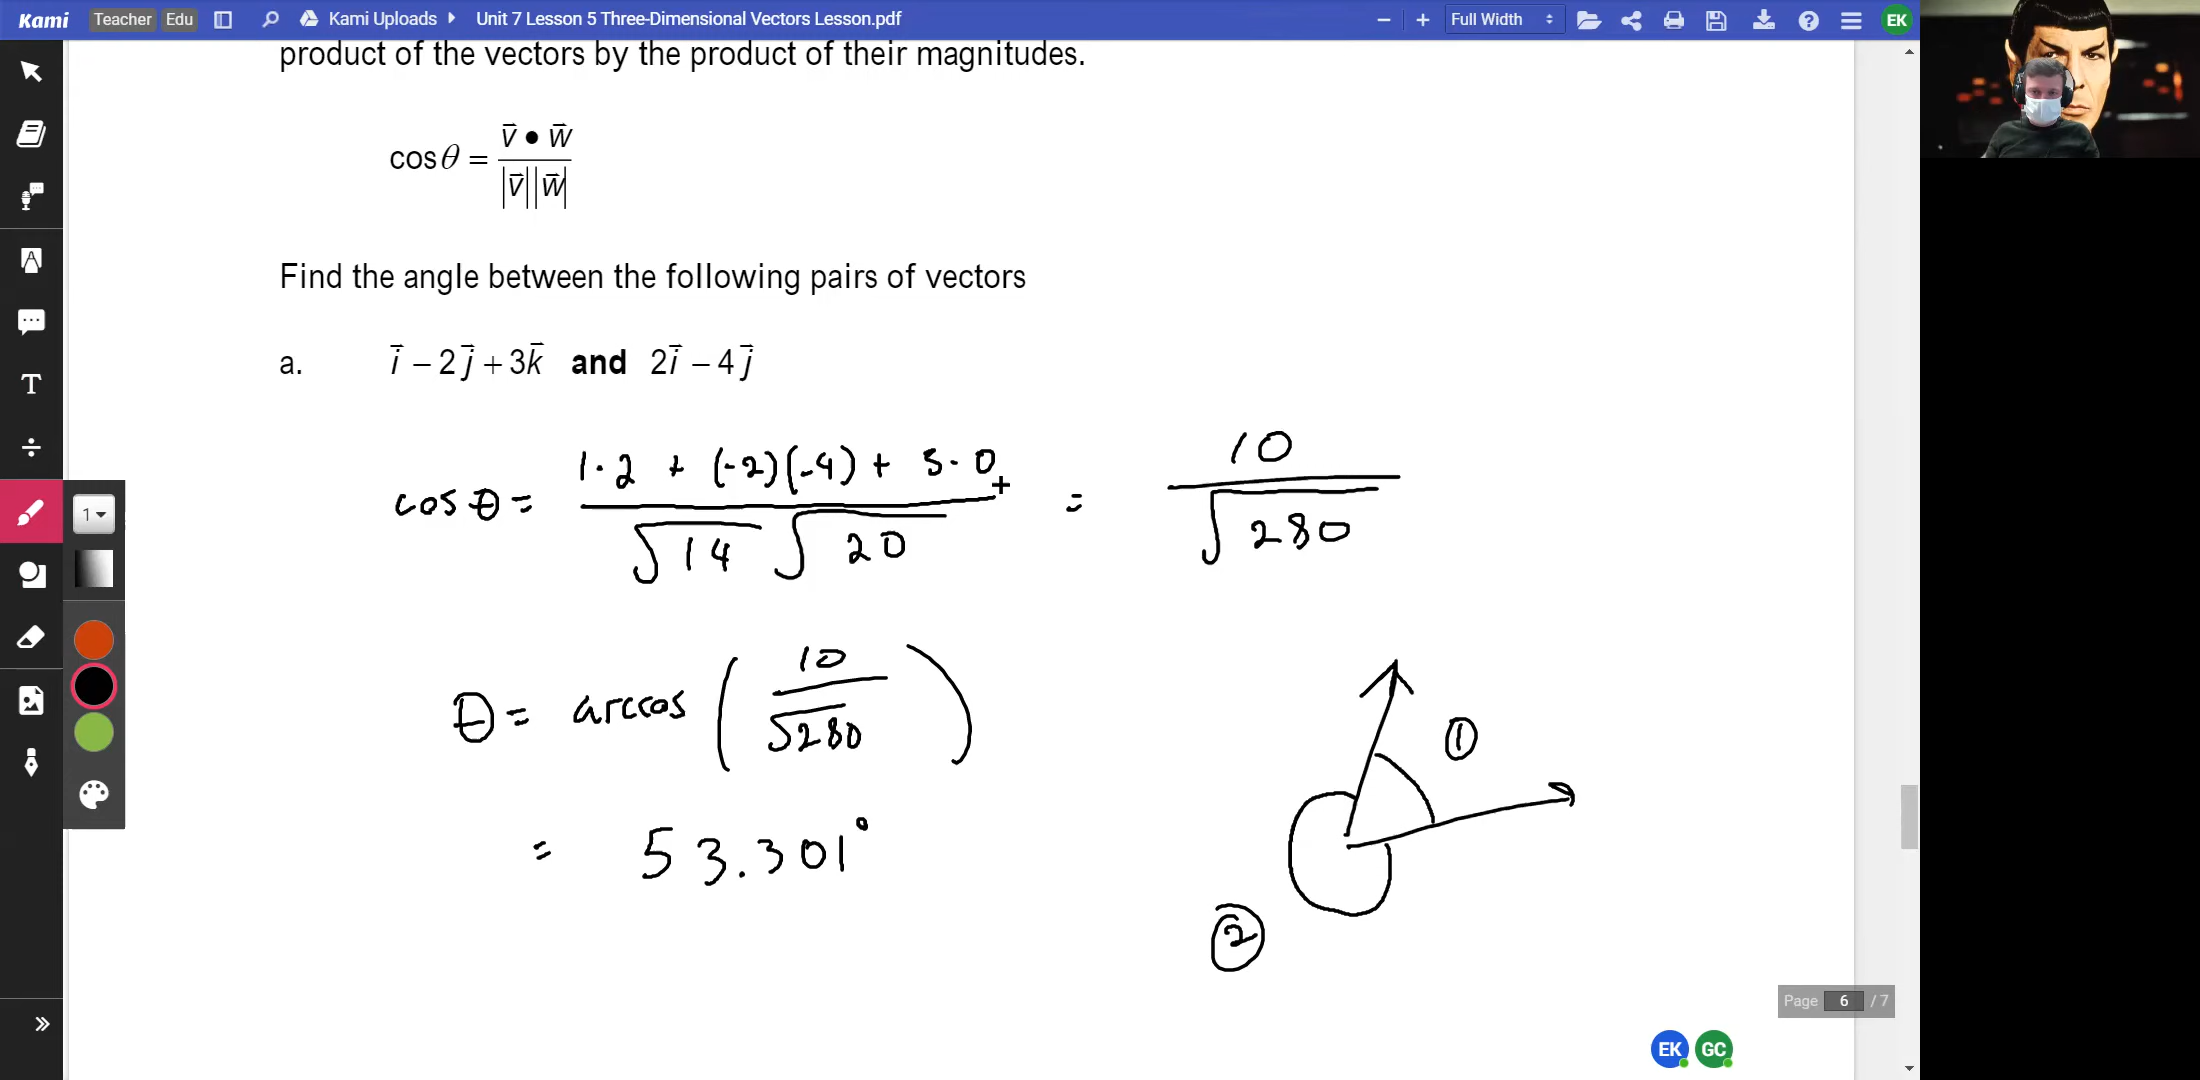 Kami Teacher Edu Kami Uploads Unit 7 Lesson 5 Three-Dimensional Vectors Lesson.pdf − + Full Width EK
product of the vectors by the product of their magnitudes.
cos θ = (v⃗ • w⃗) / (|v⃗||w⃗|)
Find the angle between the following pairs of vectors
a. i⃗ − 2j⃗ + 3k⃗ and 2i⃗ − 4j⃗
cos θ = (1·2 + (-2)(-4) + 3·0) / (√14 √20) = 10 / √280
θ = arccos (10 / √280)
= 53.301°
①
②
1
T
Page 6 / 7
EK GC